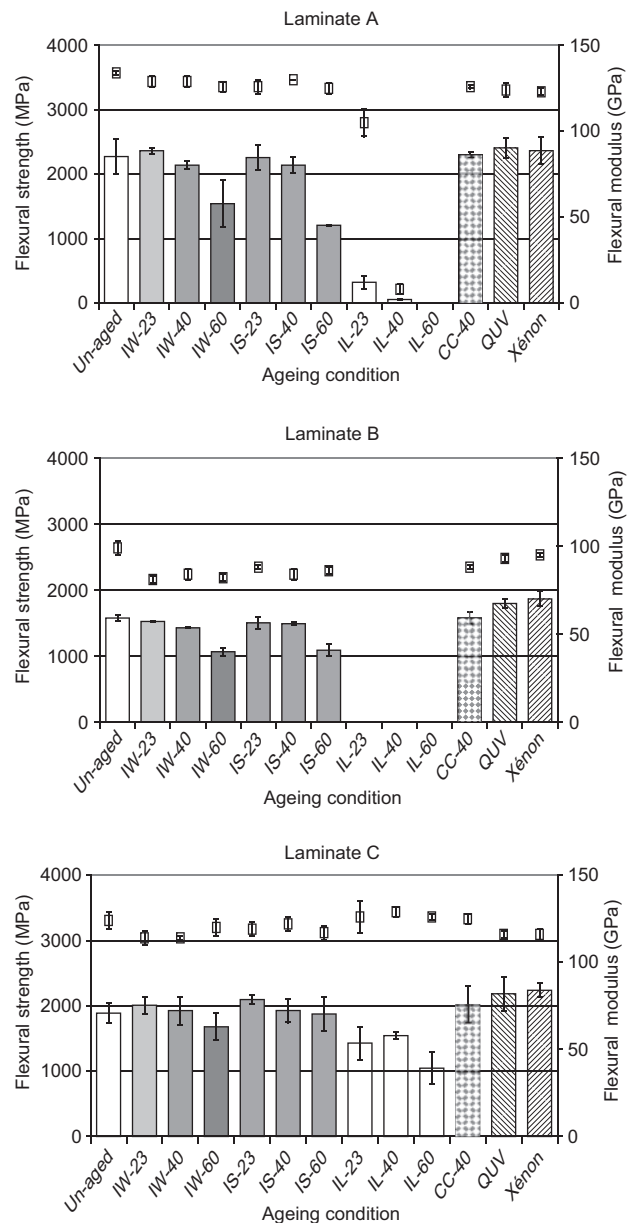 Laminate A
4000
3000
2000
1000
0
Flexural strength (MPa)
150
100
50
0
Flexural modulus (GPa)
Un-aged
IW-23
IW-40
IW-60
IS-23
IS-40
IS-60
IL-23
IL-40
IL-60
CC-40
QUV
Xénon
Ageing condition
Laminate B
4000
3000
2000
1000
0
Flexural strength (MPa)
150
100
50
0
Flexural modulus (GPa)
Un-aged
IW-23
IW-40
IW-60
IS-23
IS-40
IS-60
IL-23
IL-40
IL-60
CC-40
QUV
Xénon
Ageing condition
Laminate C
4000
3000
2000
1000
0
Flexural strength (MPa)
150
100
50
0
Flexural modulus (GPa)
Un-aged
IW-23
IW-40
IW-60
IS-23
IS-40
IS-60
IL-23
IL-40
IL-60
CC-40
QUV
Xénon
Ageing condition